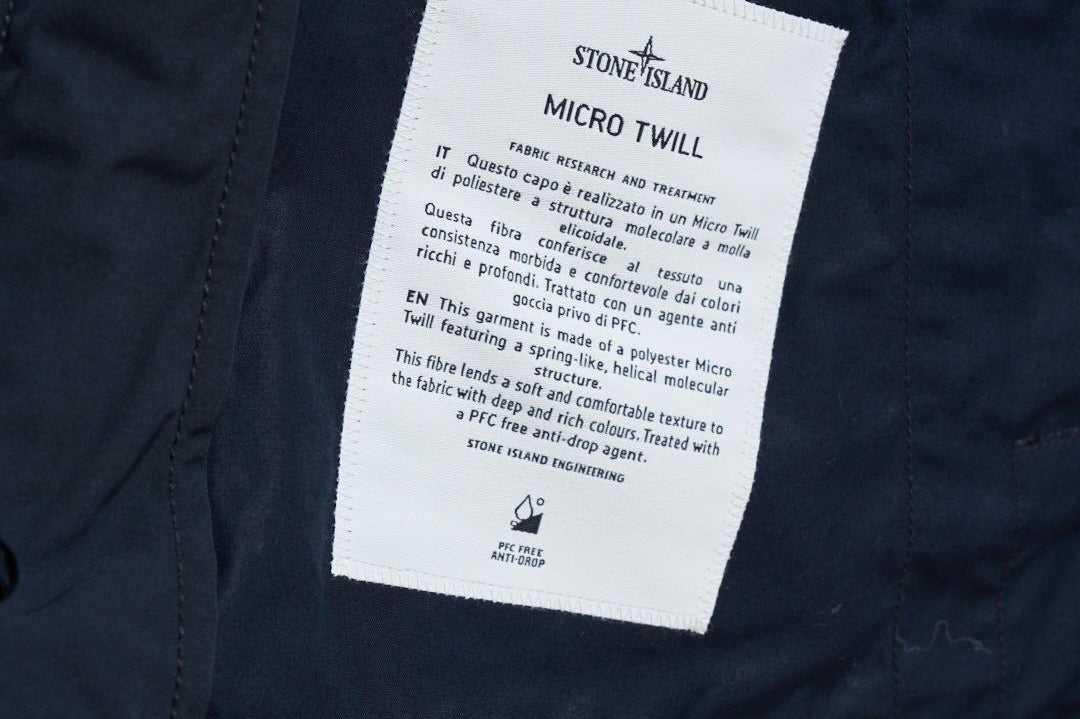 STONE ISLAND
MICRO TWILL
FABRIC RESEARCH AND TREATMENT
IT Questo capo è realizzato in un Micro Twill
di poliestere a struttura molecolare a molla
elicoidale.
Questa fibra conferisce al tessuto una
consistenza morbida e confortevole dai colori
ricchi e profondi. Trattato con un agente anti
goccia privo di PFC.
EN This garment is made of a polyester Micro
Twill featuring a spring-like, helical molecular
structure.
This fibre lends a soft and comfortable texture to
the fabric with deep and rich colours. Treated with
a PFC free anti-drop agent.
STONE ISLAND ENGINEERING
PFC FREE
ANTI-DROP